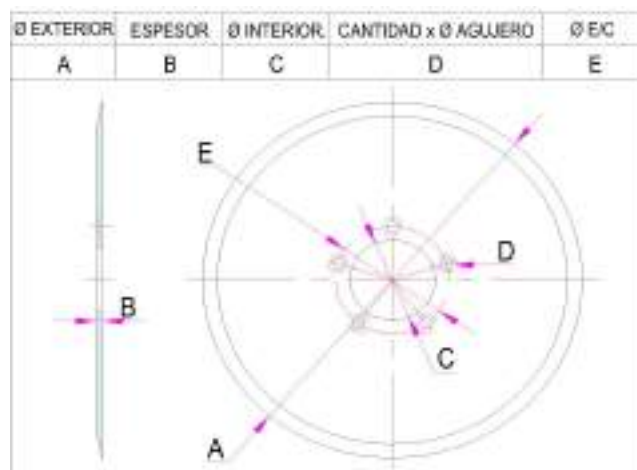 Ø EXTERIOR ESPESOR Ø INTERIOR CANTIDAD x Ø AGUJERO Ø E/C
A B C D E
E
D
B
C
A